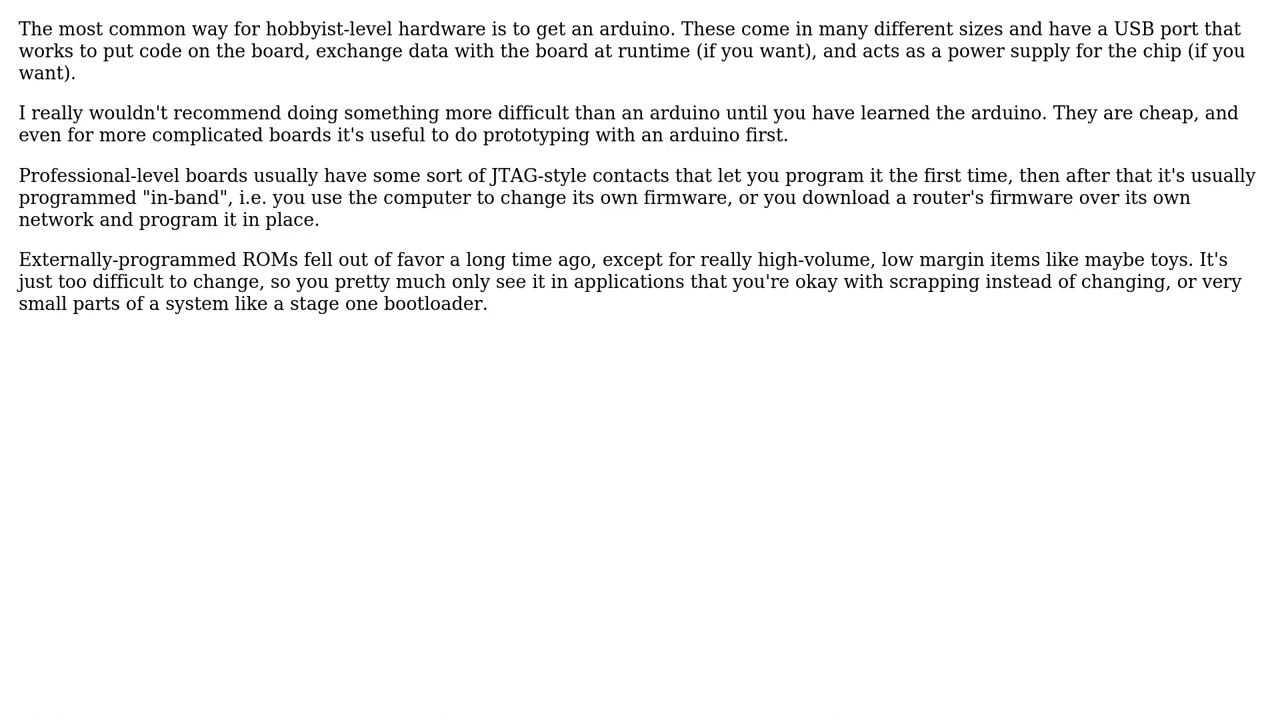 The most common way for hobbyist-level hardware is to get an arduino. These come in many different sizes and have a USB port that
works to put code on the board, exchange data with the board at runtime (if you want), and acts as a power supply for the chip (if you
want).
I really wouldn't recommend doing something more difficult than an arduino until you have learned the arduino. They are cheap, and
even for more complicated boards it's useful to do prototyping with an arduino first.
Professional-level boards usually have some sort of JTAG-style contacts that let you program it the first time, then after that it's usually
programmed "in-band", i.e. you use the computer to change its own firmware, or you download a router's firmware over its own
network and program it in place.
Externally-programmed ROMs fell out of favor a long time ago, except for really high-volume, low margin items like maybe toys. It's
just too difficult to change, so you pretty much only see it in applications that you're okay with scrapping instead of changing, or very
small parts of a system like a stage one bootloader.